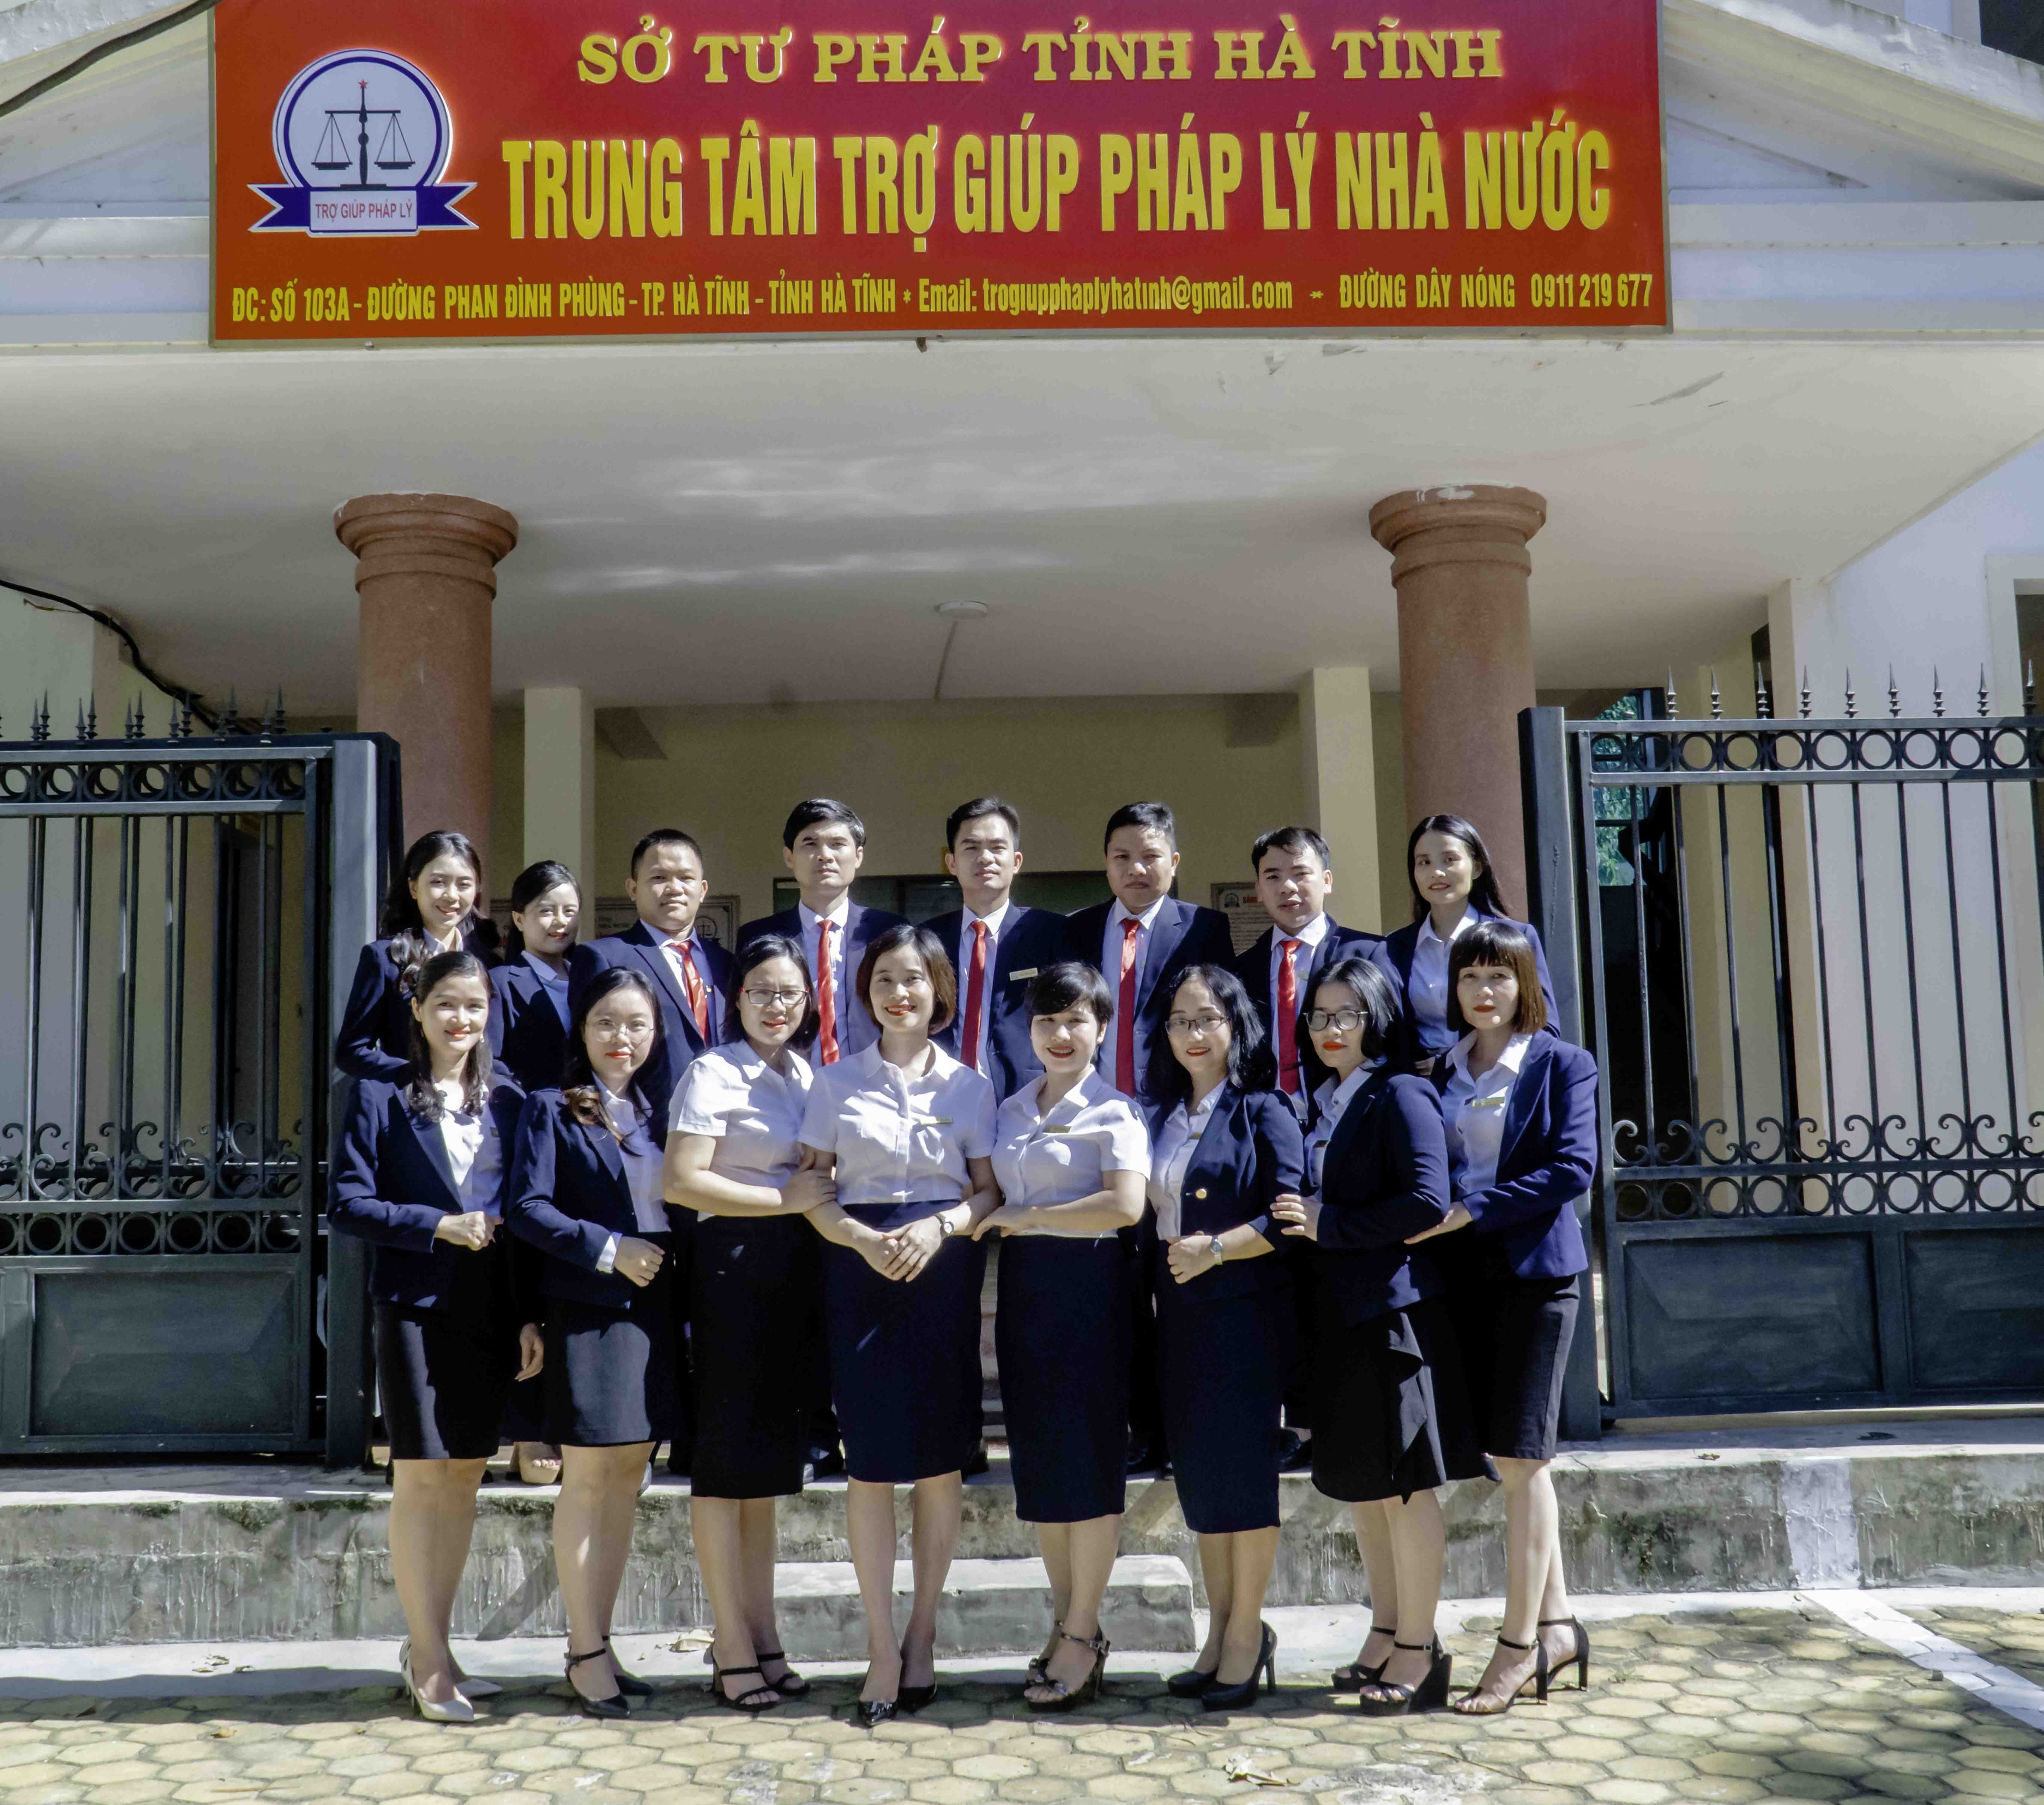 SỞ TƯ PHÁP TỈNH HÀ TĨNH
TRUNG TÂM TRỢ GIÚP PHÁP LÝ NHÀ NƯỚC
TRỢ GIÚP PHÁP LÝ
ĐC: SỐ 103A - ĐƯỜNG PHAN ĐÌNH PHÙNG - TP. HÀ TĨNH - TỈNH HÀ TĨNH * Email: trogiupphaplyhatinh@gmail.com * ĐƯỜNG DÂY NÓNG 0911 219 677